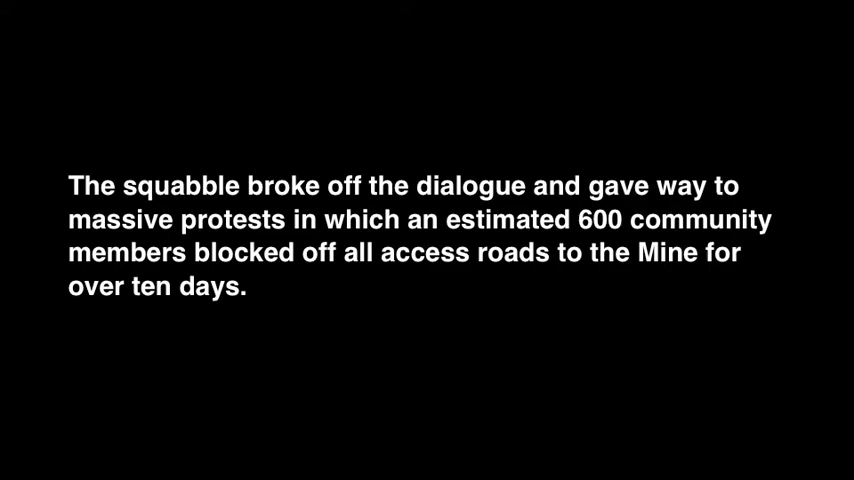 The squabble broke off the dialogue and gave way to
massive protests in which an estimated 600 community
members blocked off all access roads to the Mine for
over ten days.